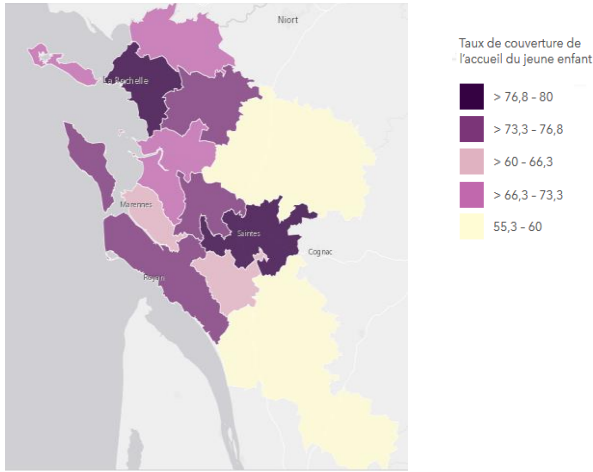 Niort
La Rochelle
Marennes
Saintes
Cognac
Royan
Taux de couverture de
l'accueil du jeune enfant
> 76,8 - 80
> 73,3 - 76,8
> 60 - 66,3
> 66,3 - 73,3
55,3 - 60